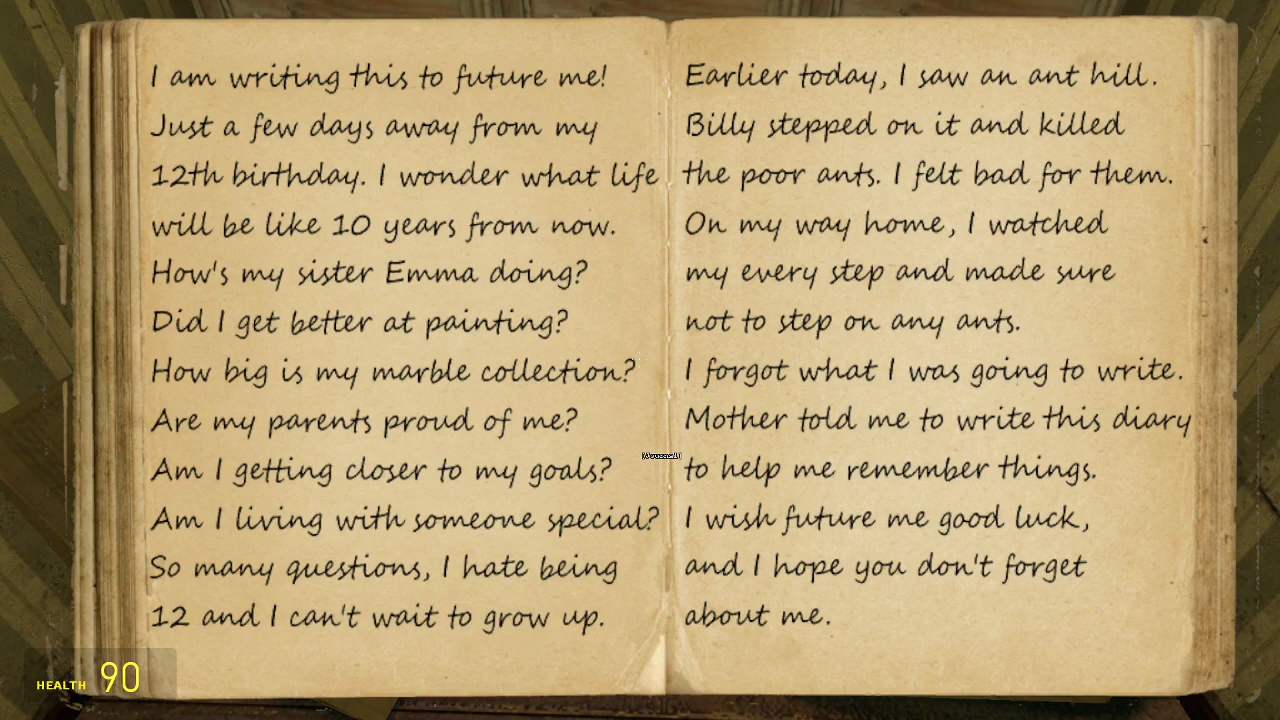 I am writing this to future me!
Just a few days away from my
12th birthday. I wonder what life
will be like 10 years from now.
How's my sister Emma doing?
Did I get better at painting?
How big is my marble collection?
Are my parents proud of me?
Am I getting closer to my goals?
Am I living with someone special?
So many questions, I hate being
12 and I can't wait to grow up.
Earlier today, I saw an ant hill.
Billy stepped on it and killed
the poor ants. I felt bad for them.
On my way home, I watched
my every step and made sure
not to step on any ants.
I forgot what I was going to write.
Mother told me to write this diary
to help me remember things.
I wish future me good luck,
and I hope you don't forget
about me.
HEALTH 90